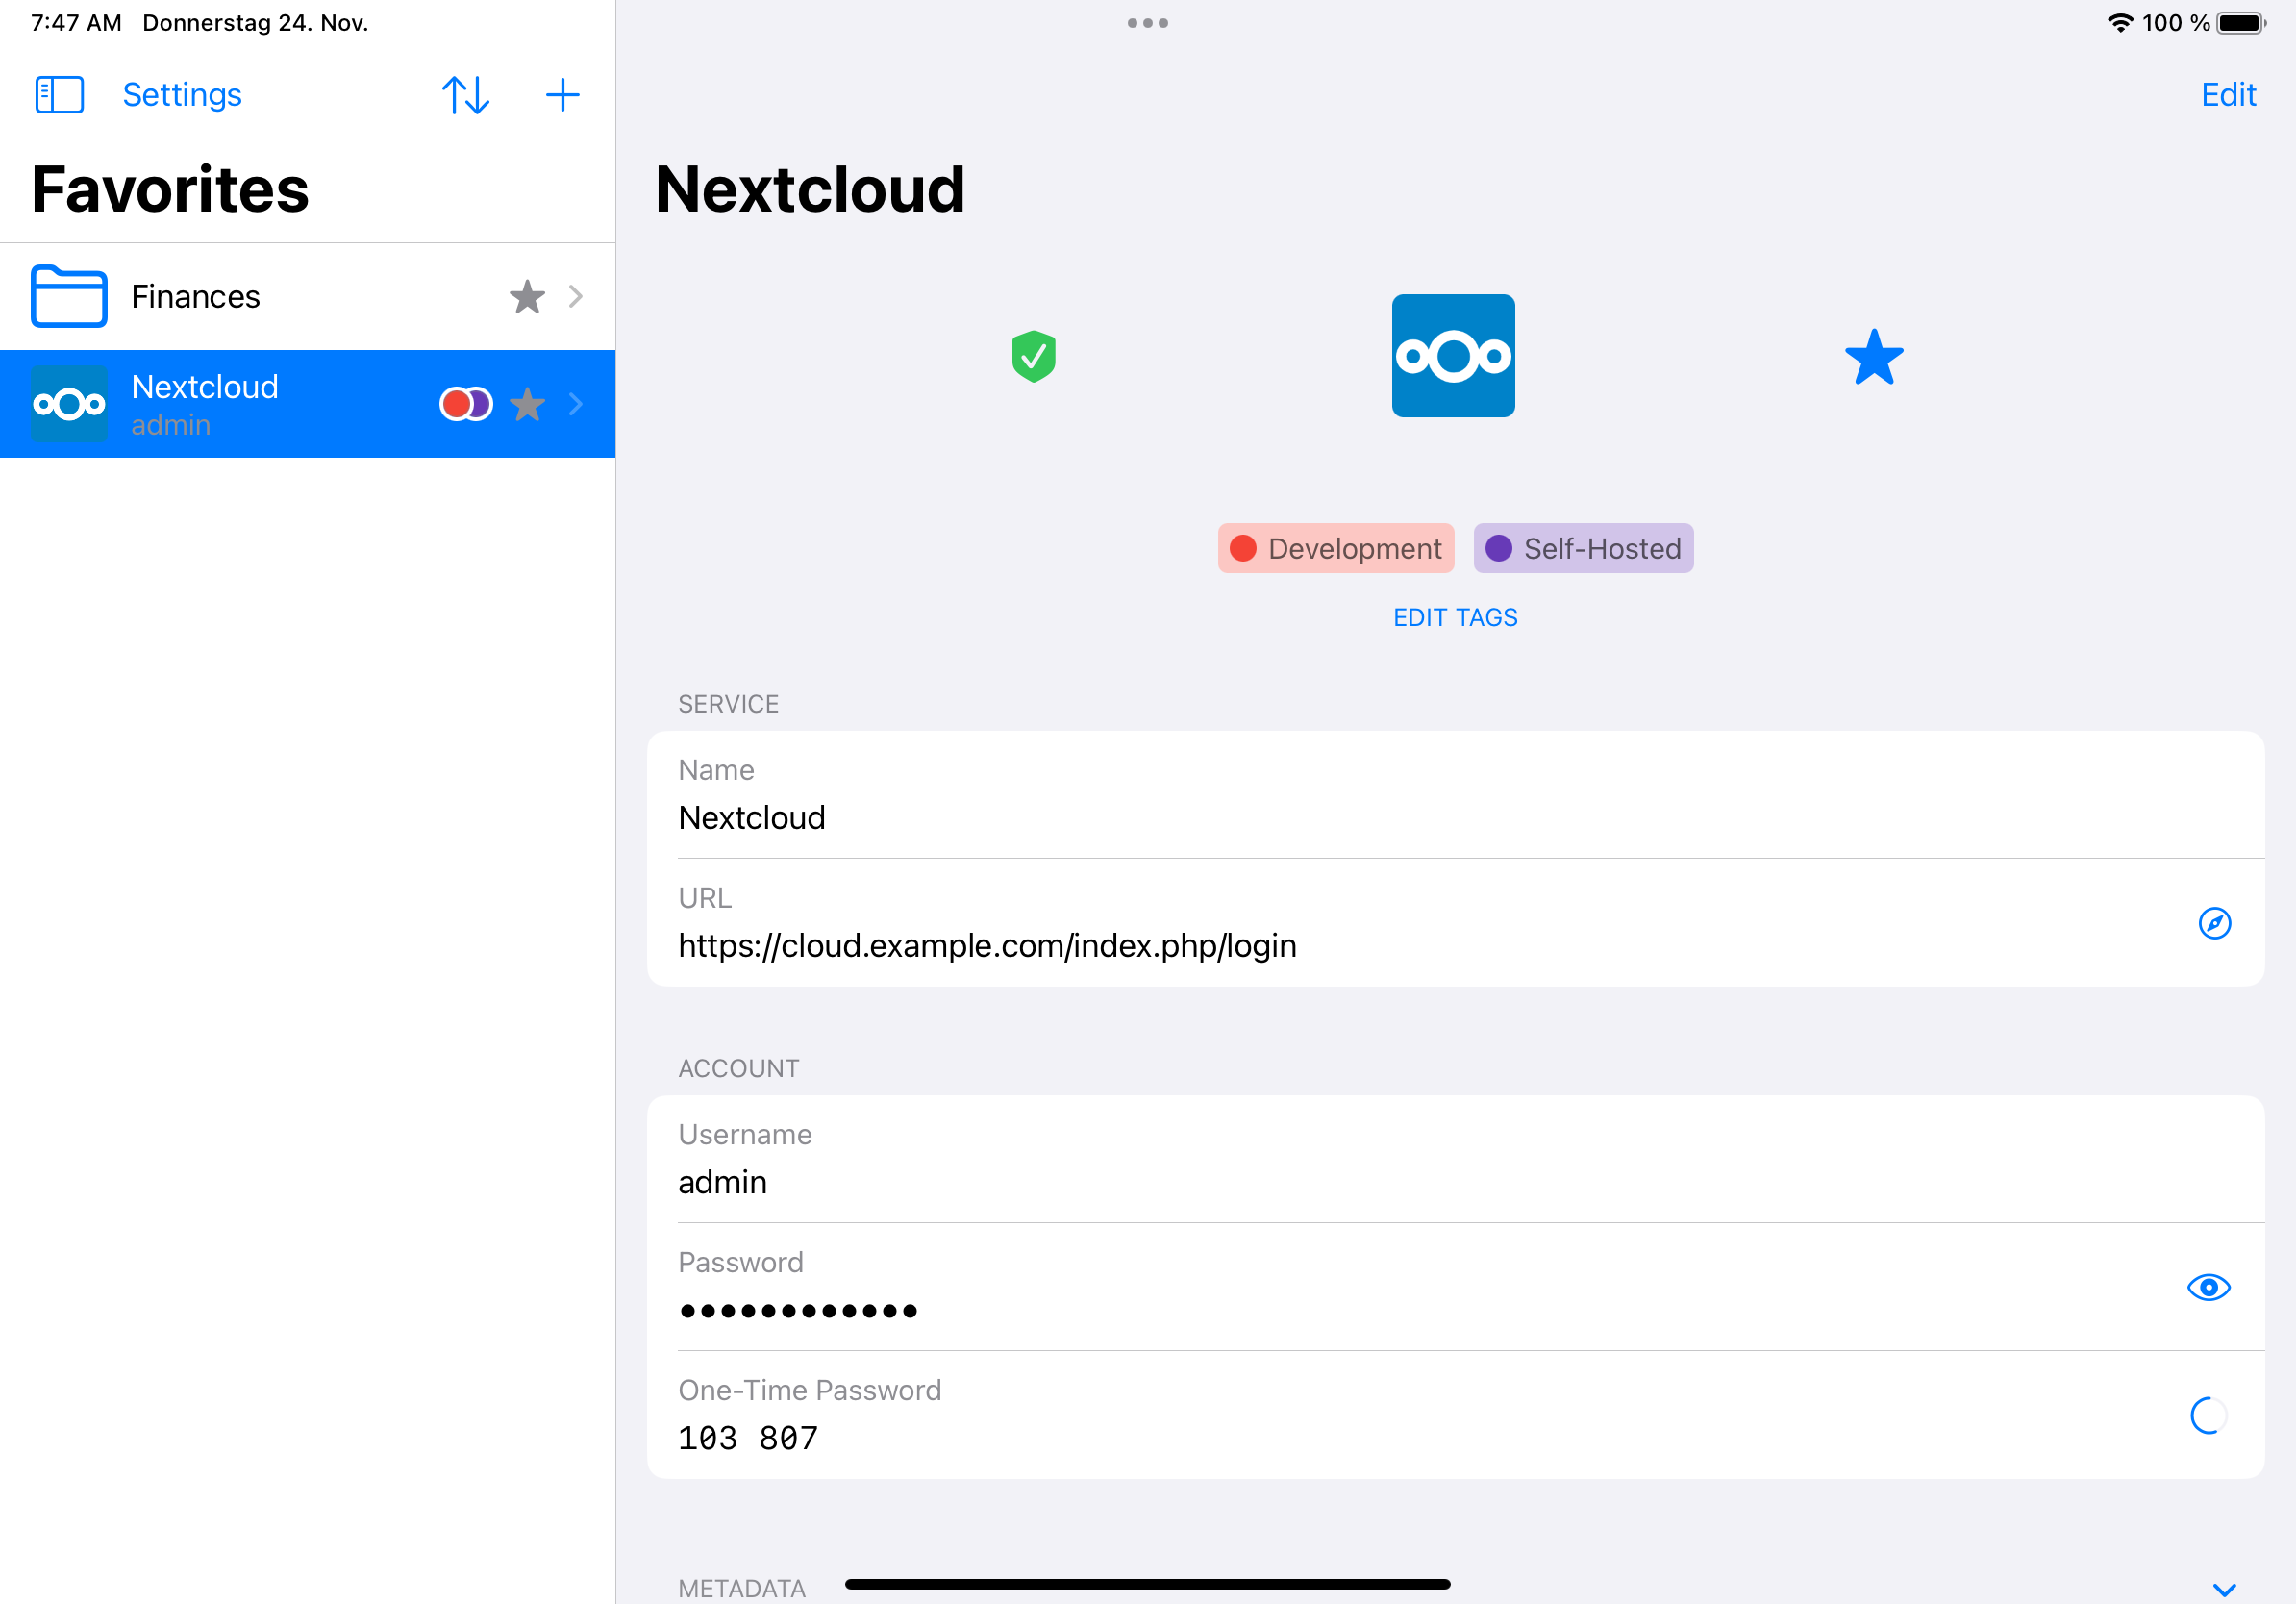 7:47 AM Donnerstag 24. Nov.
100 %
Settings
Edit
Favorites
Finances
Nextcloud
admin
Nextcloud
Development
Self-Hosted
EDIT TAGS
SERVICE
Name
Nextcloud
URL
https://cloud.example.com/index.php/login
ACCOUNT
Username
admin
Password
••••••••••••
One-Time Password
103 807
METADATA